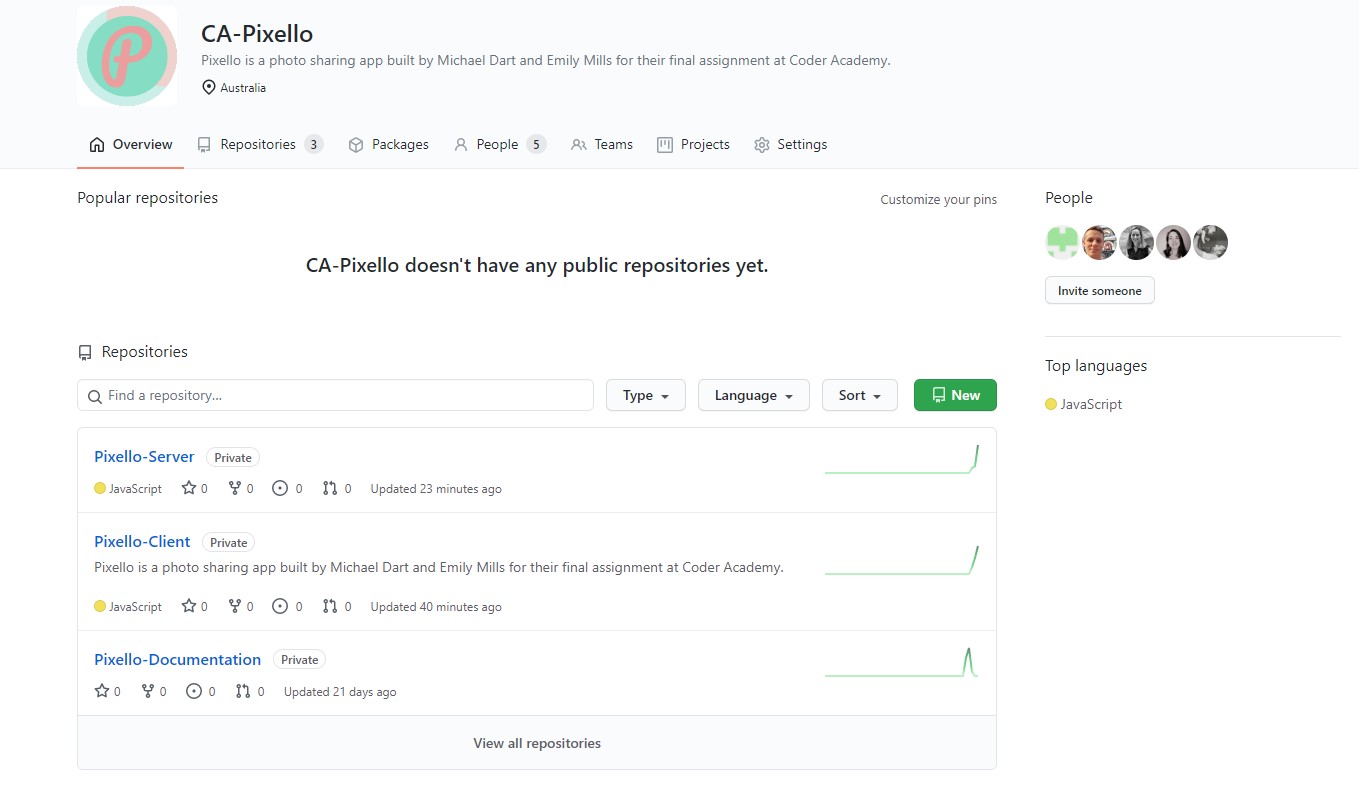 CA-Pixello
Pixello is a photo sharing app built by Michael Dart and Emily Mills for their final assignment at Coder Academy.
Australia
Overview Repositories 3 Packages People 5 Teams Projects Settings
Popular repositories Customize your pins
CA-Pixello doesn't have any public repositories yet.
Repositories
Find a repository... Type Language Sort New
Pixello-Server Private
JavaScript 0 0 0 0 Updated 23 minutes ago
Pixello-Client Private
Pixello is a photo sharing app built by Michael Dart and Emily Mills for their final assignment at Coder Academy.
JavaScript 0 0 0 0 Updated 40 minutes ago
Pixello-Documentation Private
0 0 0 0 Updated 21 days ago
View all repositories
People
Invite someone
Top languages
JavaScript